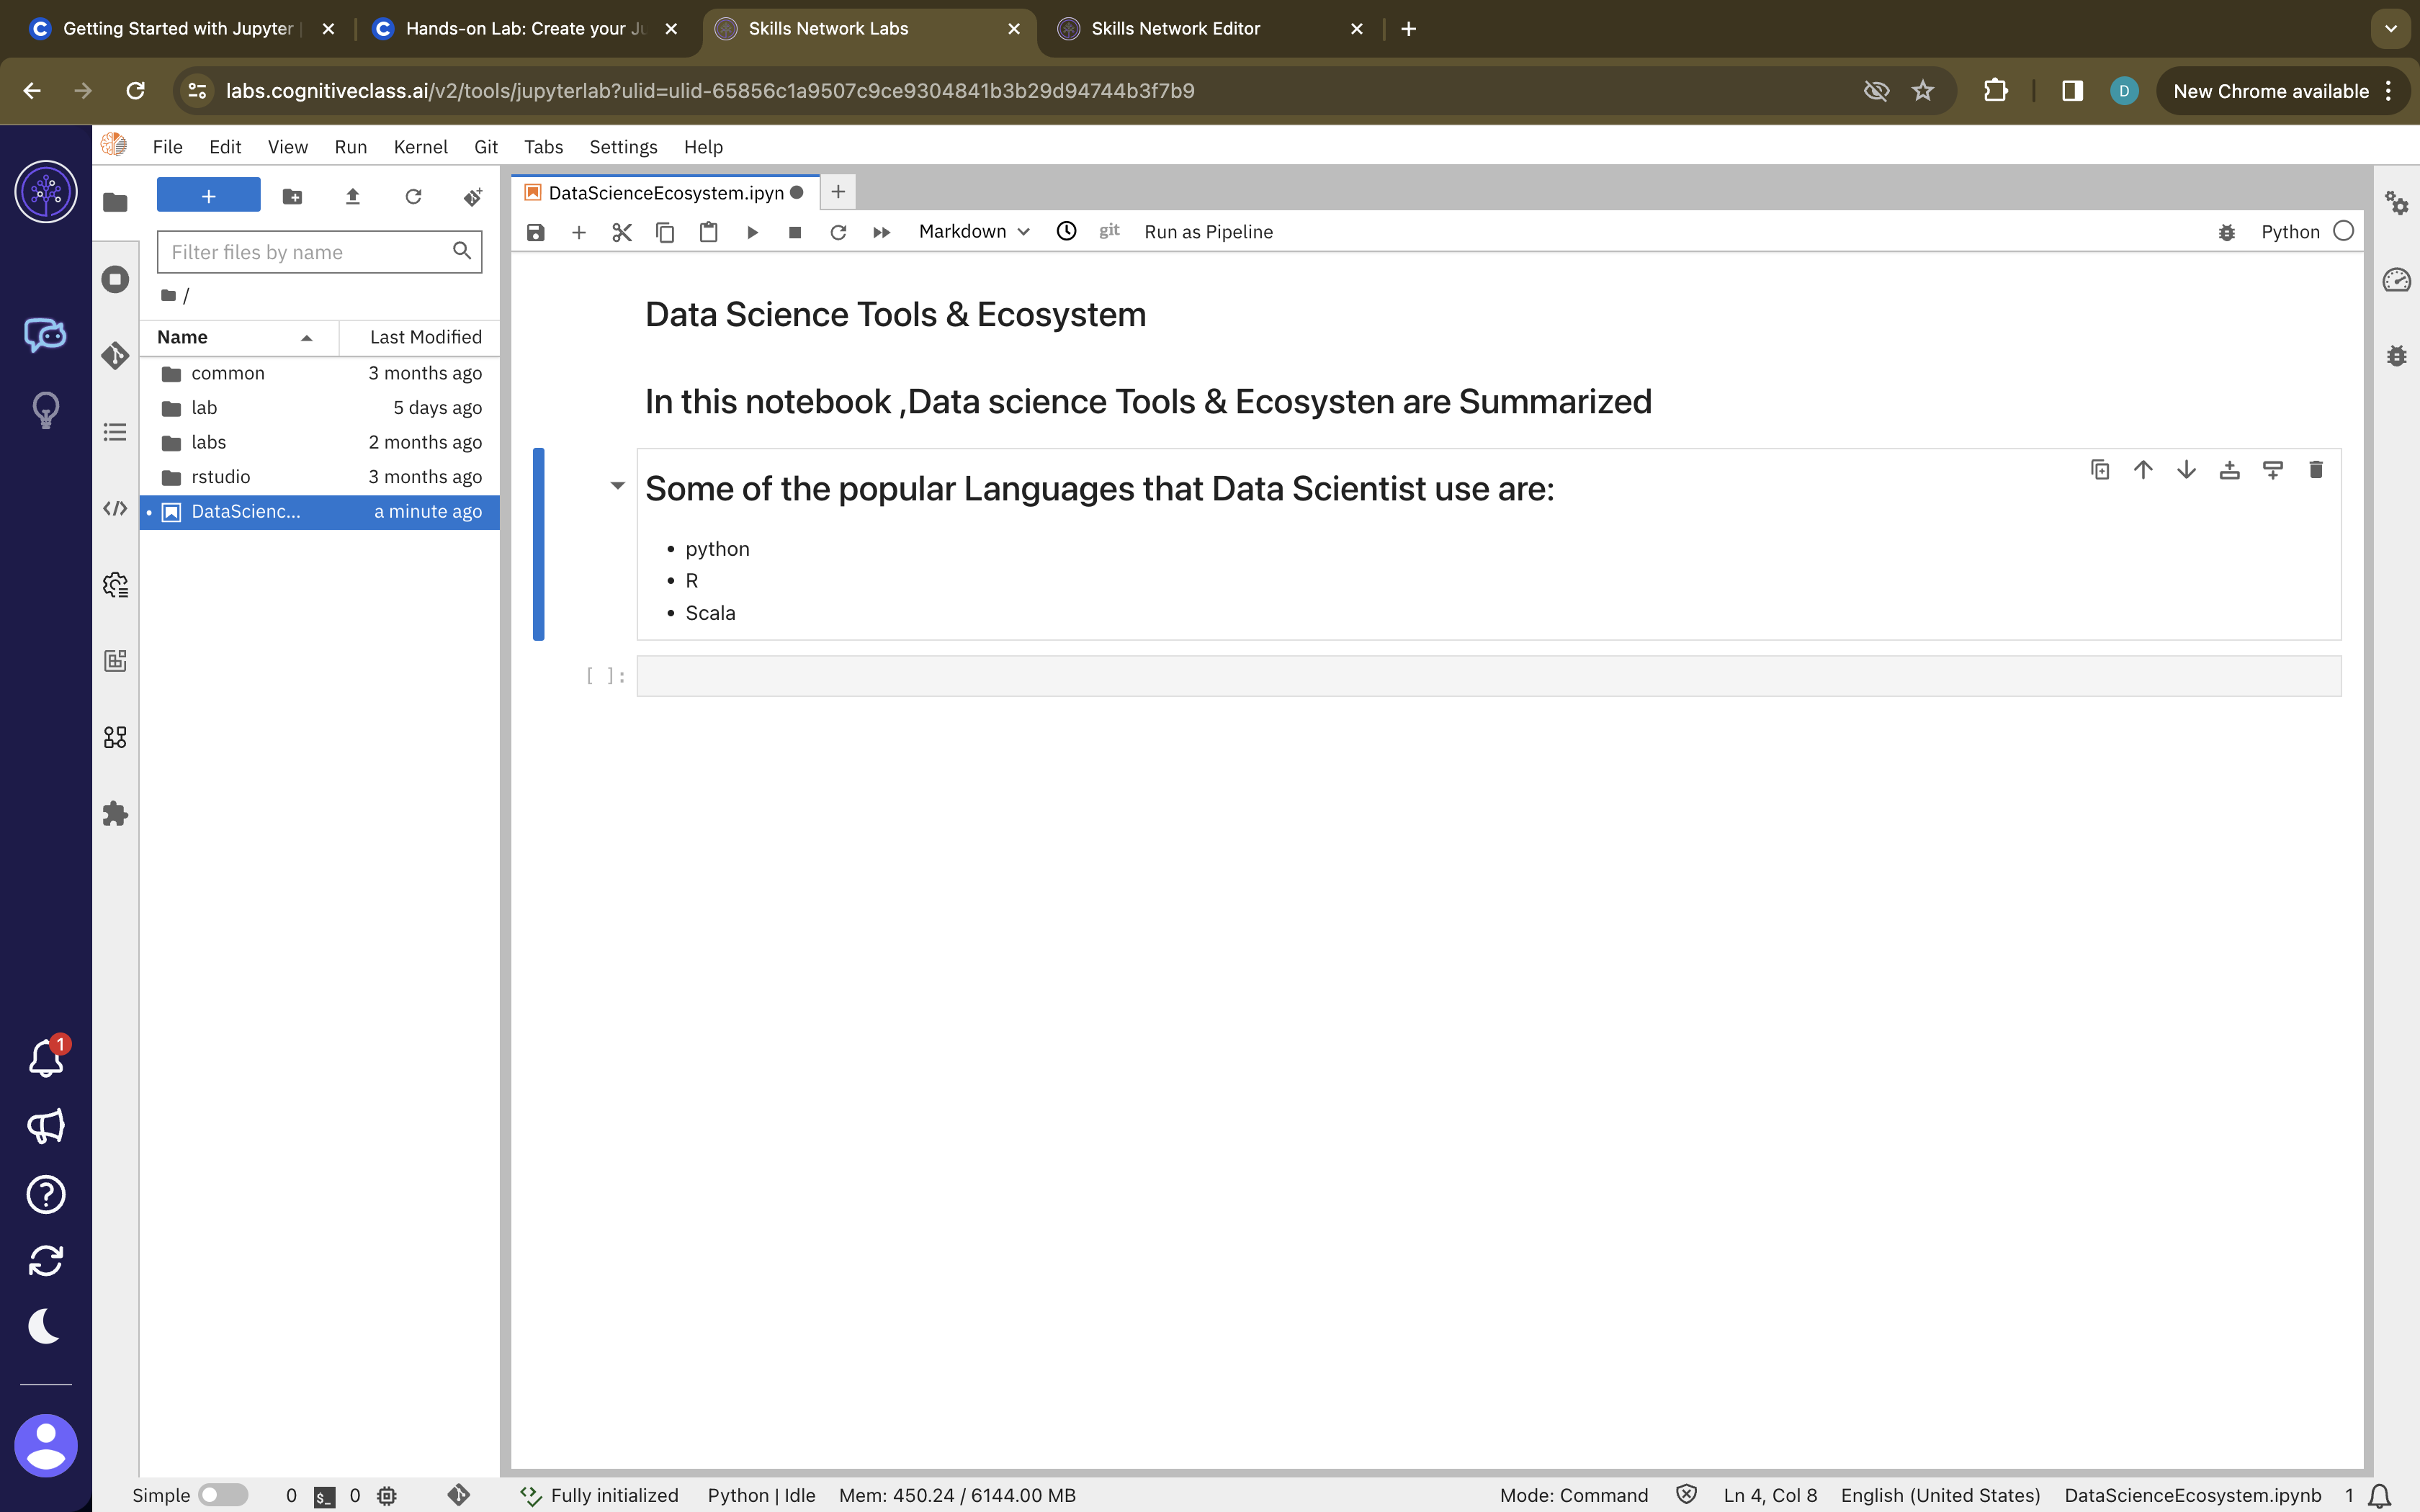 Getting Started with Jupyter
Hands-on Lab: Create your Ju
Skills Network Labs
Skills Network Editor
labs.cognitiveclass.ai/v2/tools/jupyterlab?ulid=ulid-65856c1a9507c9ce9304841b3b29d94744b3f7b9
D
New Chrome available
File Edit View Run Kernel Git Tabs Settings Help
DataScienceEcosystem.ipyn
Markdown
git
Run as Pipeline
Python
Filter files by name
/
Name Last Modified
common 3 months ago
lab 5 days ago
labs 2 months ago
rstudio 3 months ago
DataScienc... a minute ago
Data Science Tools & Ecosystem
In this notebook ,Data science Tools & Ecosysten are Summarized
Some of the popular Languages that Data Scientist use are:
• python
• R
• Scala
[ ]:
1
Simple 0 $_ 0 Fully initialized Python | Idle Mem: 450.24 / 6144.00 MB Mode: Command Ln 4, Col 8 English (United States) DataScienceEcosystem.ipynb 1